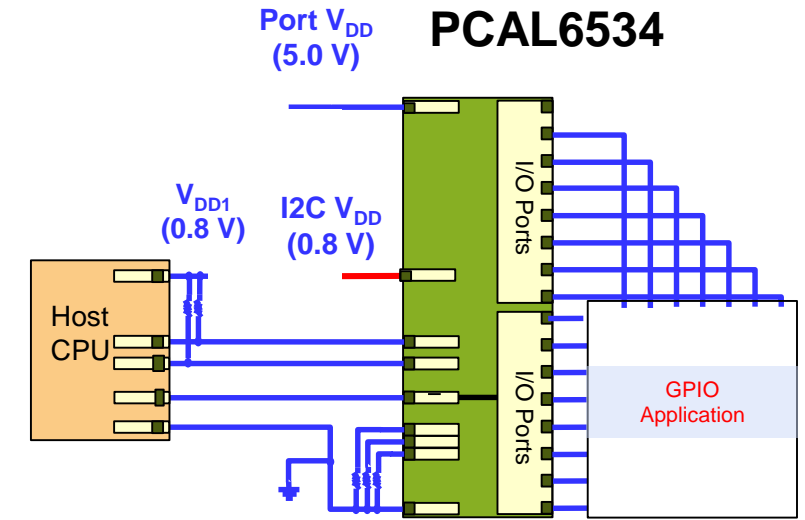 Port VDD
(5.0 V)
PCAL6534
VDD1
(0.8 V)
I2C VDD
(0.8 V)
I/O Ports
Host
CPU
I/O Ports
GPIO
Application